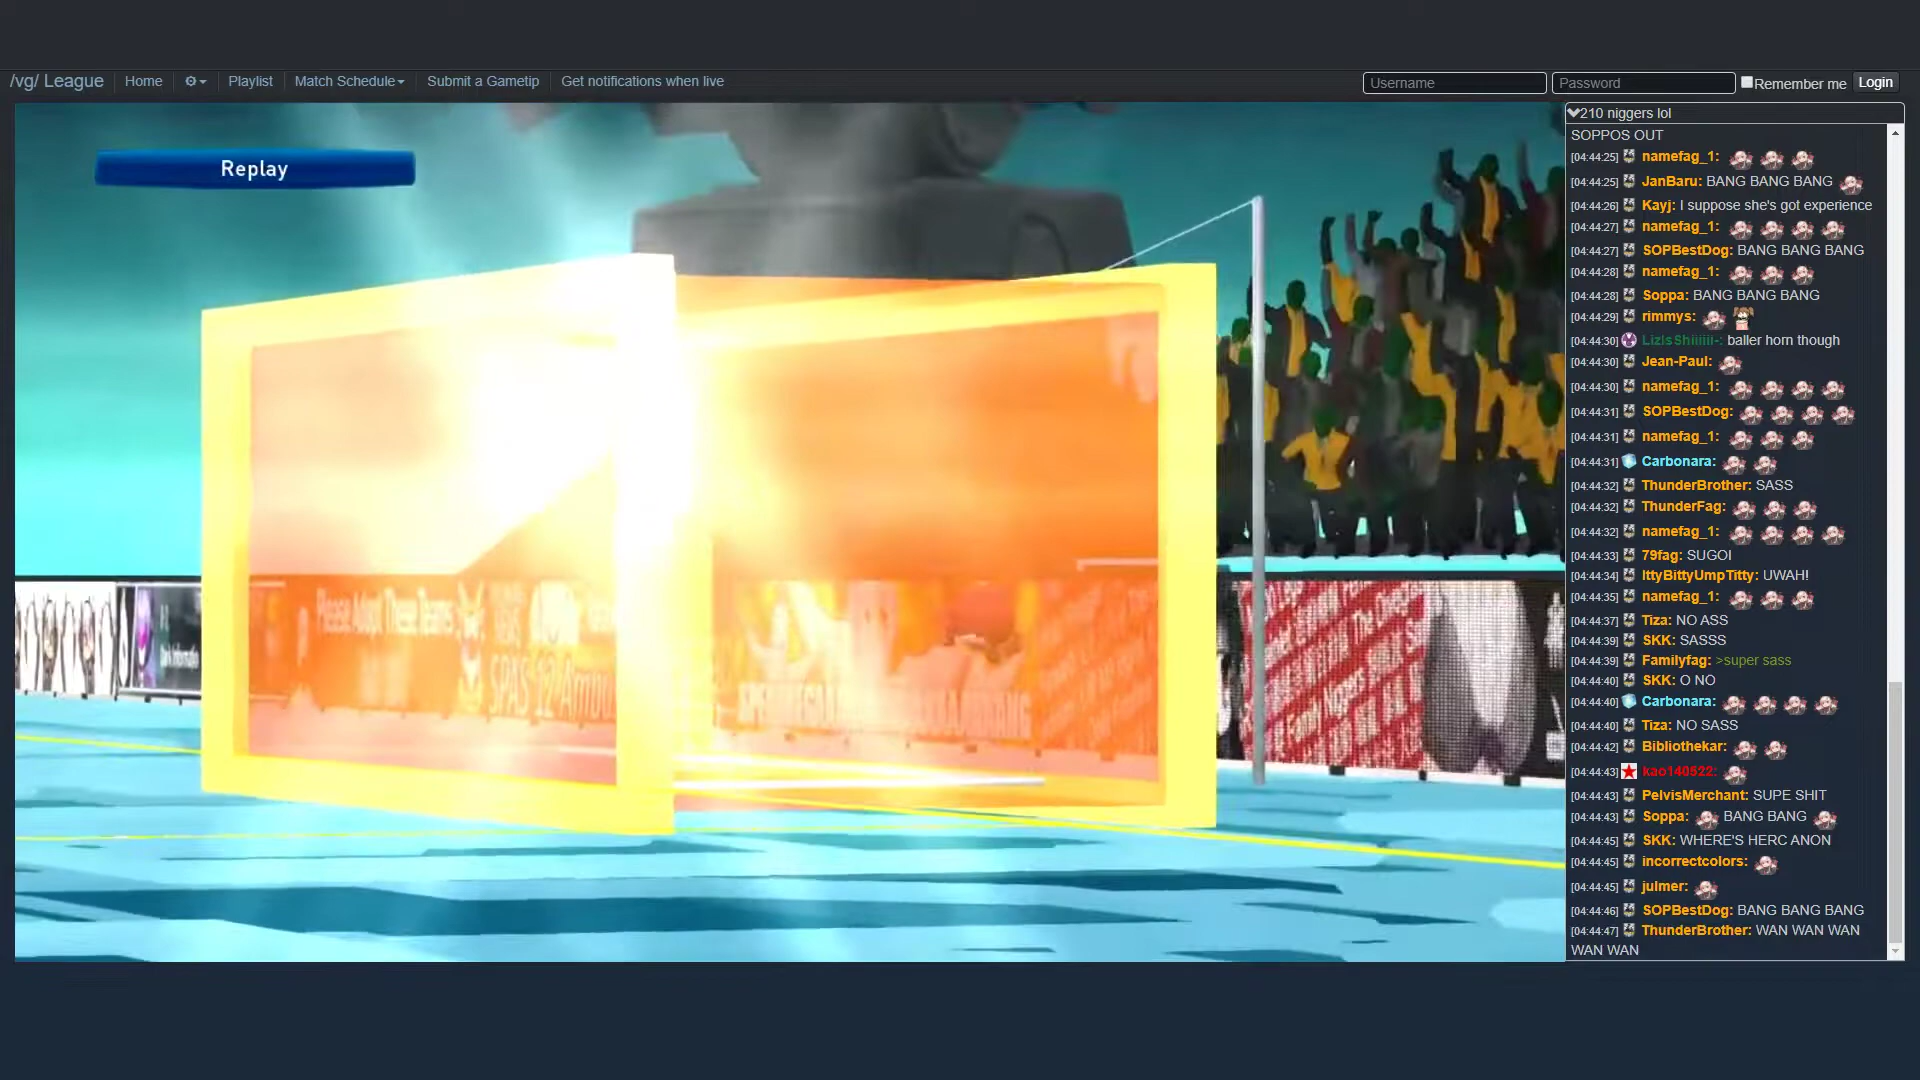 /vg/ League Home Playlist Match Schedule Submit a Gametip Get notifications when live Username Password Remember me Login
Replay
Please Adopt These Teams
SPAS 12 Amou
210 niggers lol
SOPPOS OUT
[04:44:25] namefag_1:
[04:44:25] JanBaru: BANG BANG BANG
[04:44:26] Kayj: I suppose she's got experience
[04:44:27] namefag_1:
[04:44:27] SOPBestDog: BANG BANG BANG
[04:44:28] namefag_1:
[04:44:28] Soppa: BANG BANG BANG
[04:44:29] rimmys:
[04:44:30] LizIsShiiiiii-: baller horn though
[04:44:30] Jean-Paul:
[04:44:30] namefag_1:
[04:44:31] SOPBestDog:
[04:44:31] namefag_1:
[04:44:31] Carbonara:
[04:44:32] ThunderBrother: SASS
[04:44:32] ThunderFag:
[04:44:32] namefag_1:
[04:44:33] 79fag: SUGOI
[04:44:34] IttyBittyUmpTitty: UWAH!
[04:44:35] namefag_1:
[04:44:37] Tiza: NO ASS
[04:44:39] SKK: SASSS
[04:44:39] Familyfag: >super sass
[04:44:40] SKK: O NO
[04:44:40] Carbonara:
[04:44:40] Tiza: NO SASS
[04:44:42] Bibliothekar:
[04:44:43] kao140522:
[04:44:43] PelvisMerchant: SUPE SHIT
[04:44:43] Soppa: BANG BANG
[04:44:45] SKK: WHERE'S HERC ANON
[04:44:45] incorrectcolors:
[04:44:45] julmer:
[04:44:46] SOPBestDog: BANG BANG BANG
[04:44:47] ThunderBrother: WAN WAN WAN
WAN WAN